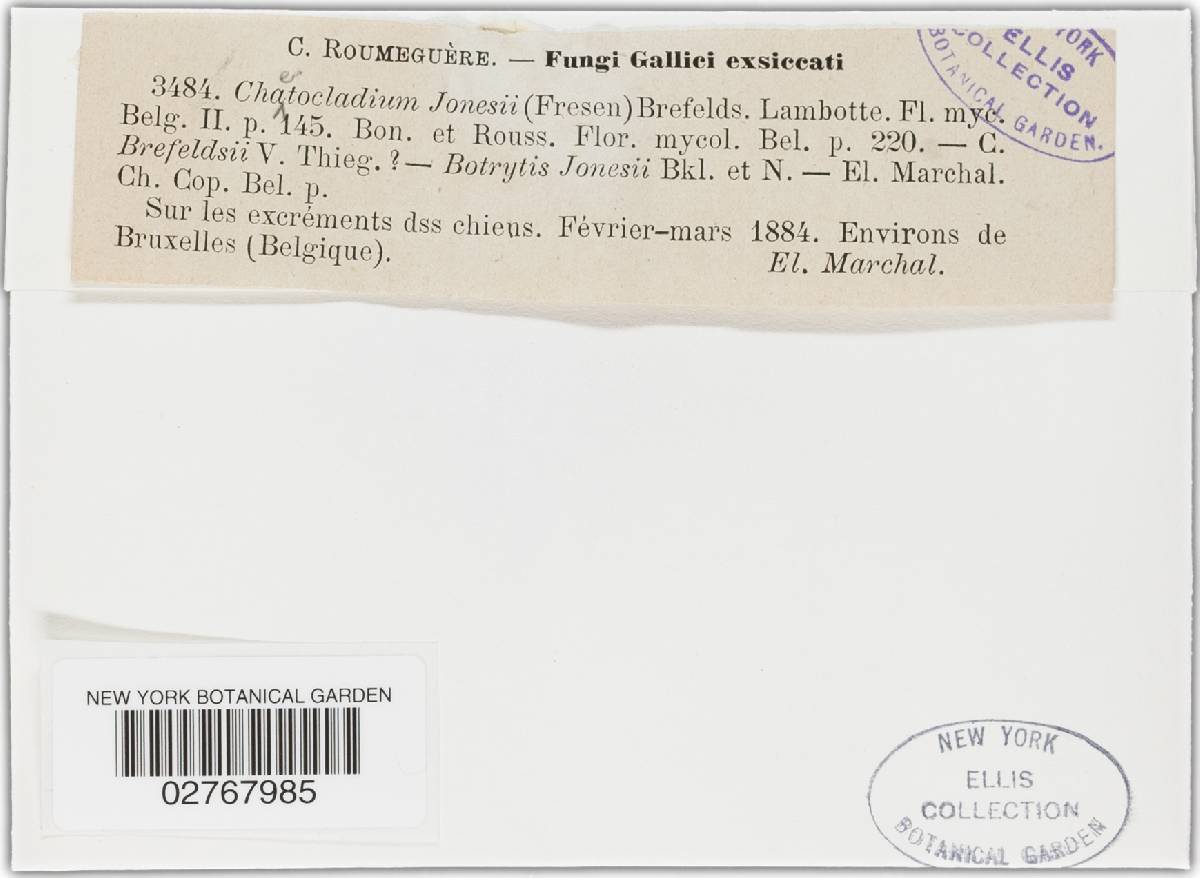 C. ROUMEGUÈRE. — Fungi Gallici exsiccati
3484. Chatocladium Jonesii (Fresen) Brefelds. Lambotte. Fl. myc.
e
Belg. II. p. 145. Bon. et Rouss. Flor. mycol. Bel. p. 220. — C.
Brefeldsii V. Thieg. ? — Botrytis Jonesii Bkl. et N. — El. Marchal.
Ch. Cop. Bel. p.
Sur les excréments dss chiens. Février-mars 1884. Environs de
Bruxelles (Belgique). El. Marchal.
YORK
ELLIS
COLLECTION
BOTANICAL GARDEN.
NEW YORK BOTANICAL GARDEN
02767985
NEW YORK
ELLIS
COLLECTION
BOTANICAL GARDEN